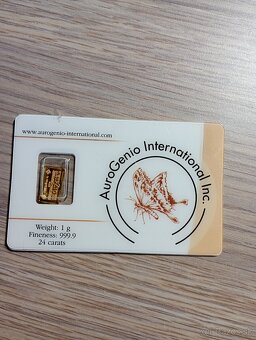 www.aurogenio-international.com
AuroGenio International Inc.
Weight: 1 g
Fineness: 999.9
24 carats